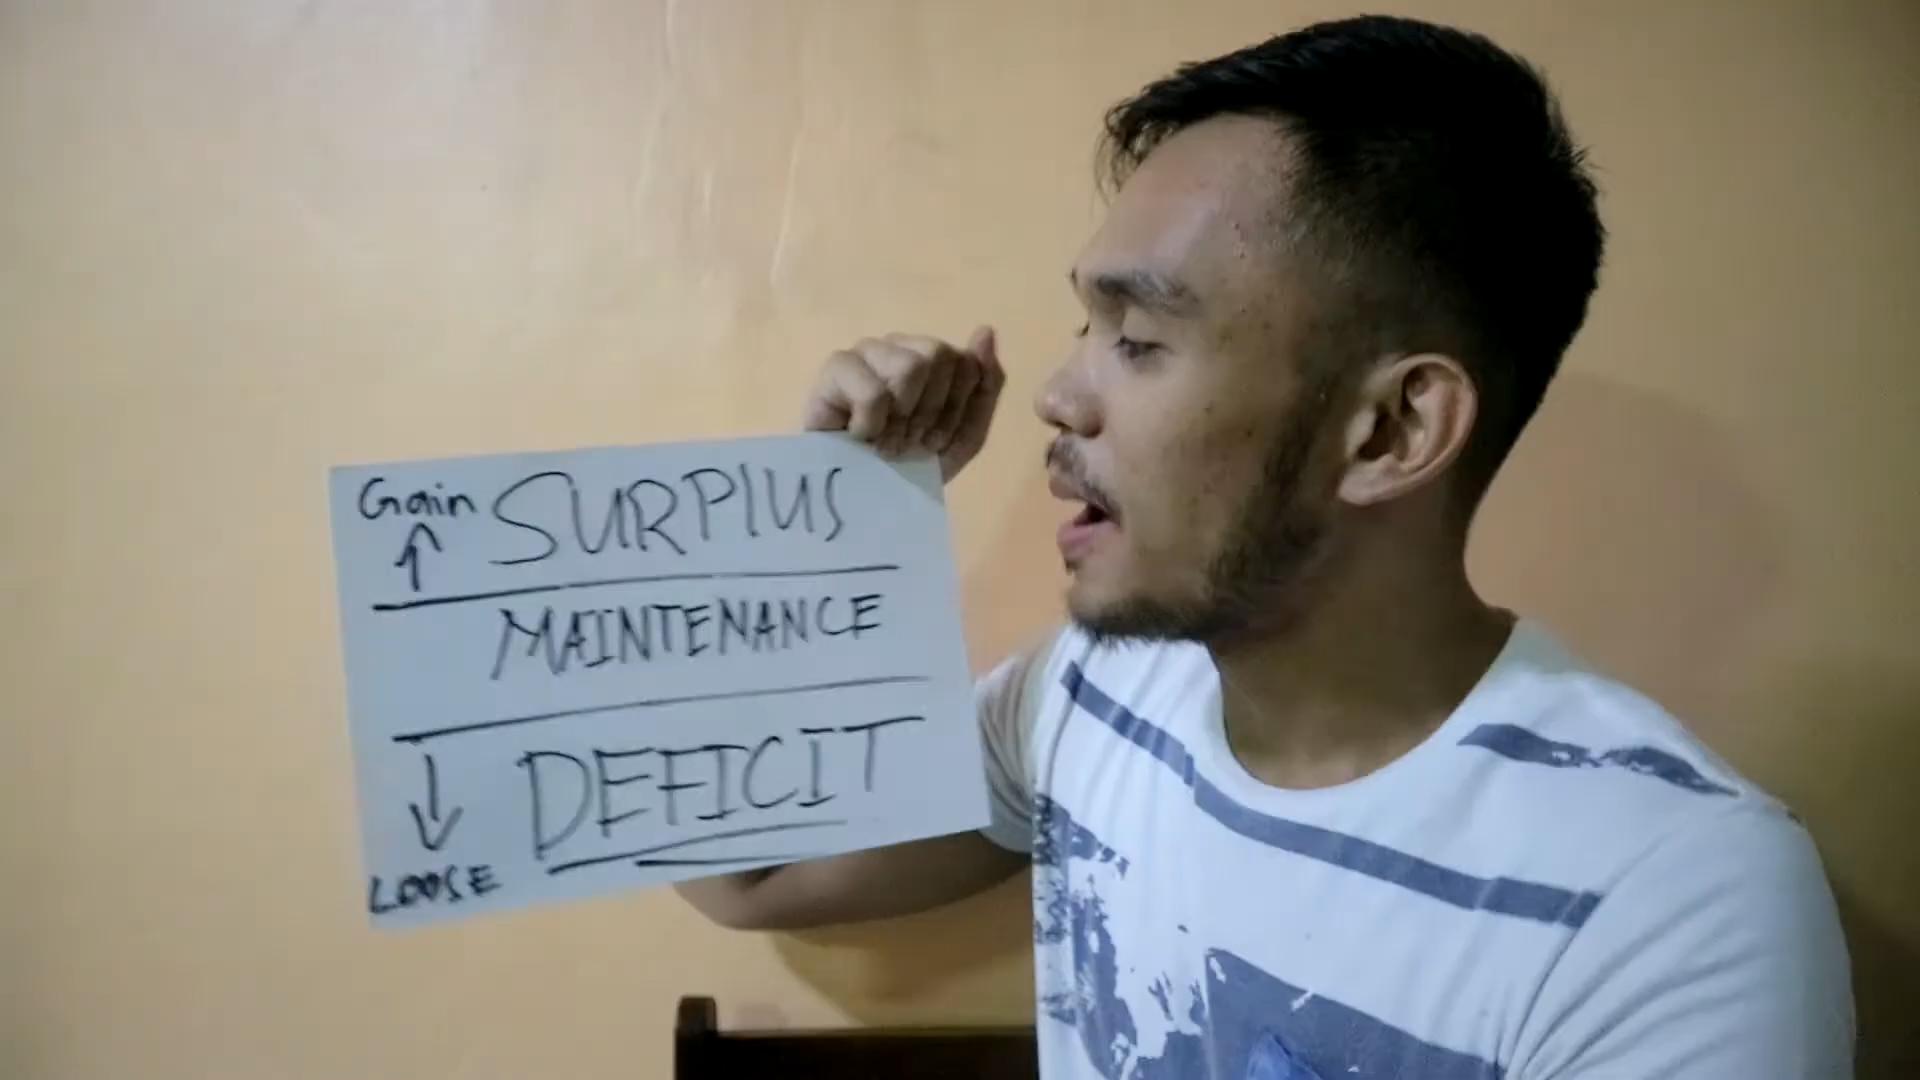 Gain SURPlUS
↑
MAINTENANCE
↓ DEFICIT
LOOSE